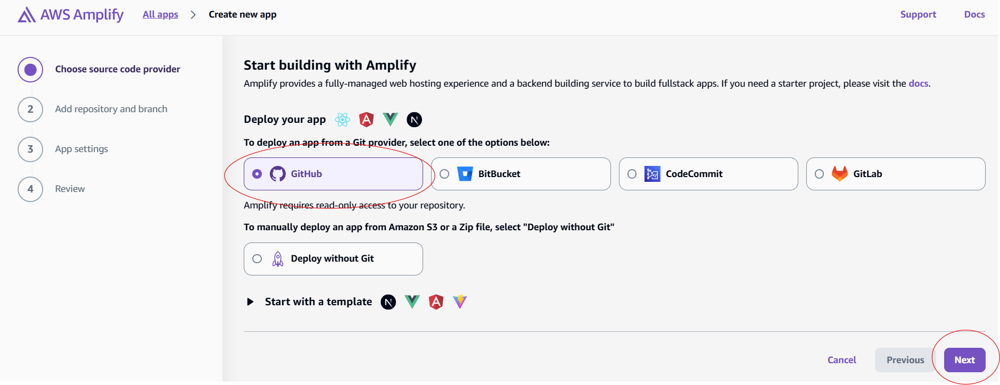 AWS Amplify All apps > Create new app Support Docs
Choose source code provider
2 Add repository and branch
3 App settings
4 Review
Start building with Amplify
Amplify provides a fully-managed web hosting experience and a backend building service to build fullstack apps. If you need a starter project, please visit the docs.
Deploy your app
To deploy an app from a Git provider, select one of the options below:
GitHub BitBucket CodeCommit GitLab
Amplify requires read-only access to your repository.
To manually deploy an app from Amazon S3 or a Zip file, select "Deploy without Git"
Deploy without Git
Start with a template
Cancel Previous Next